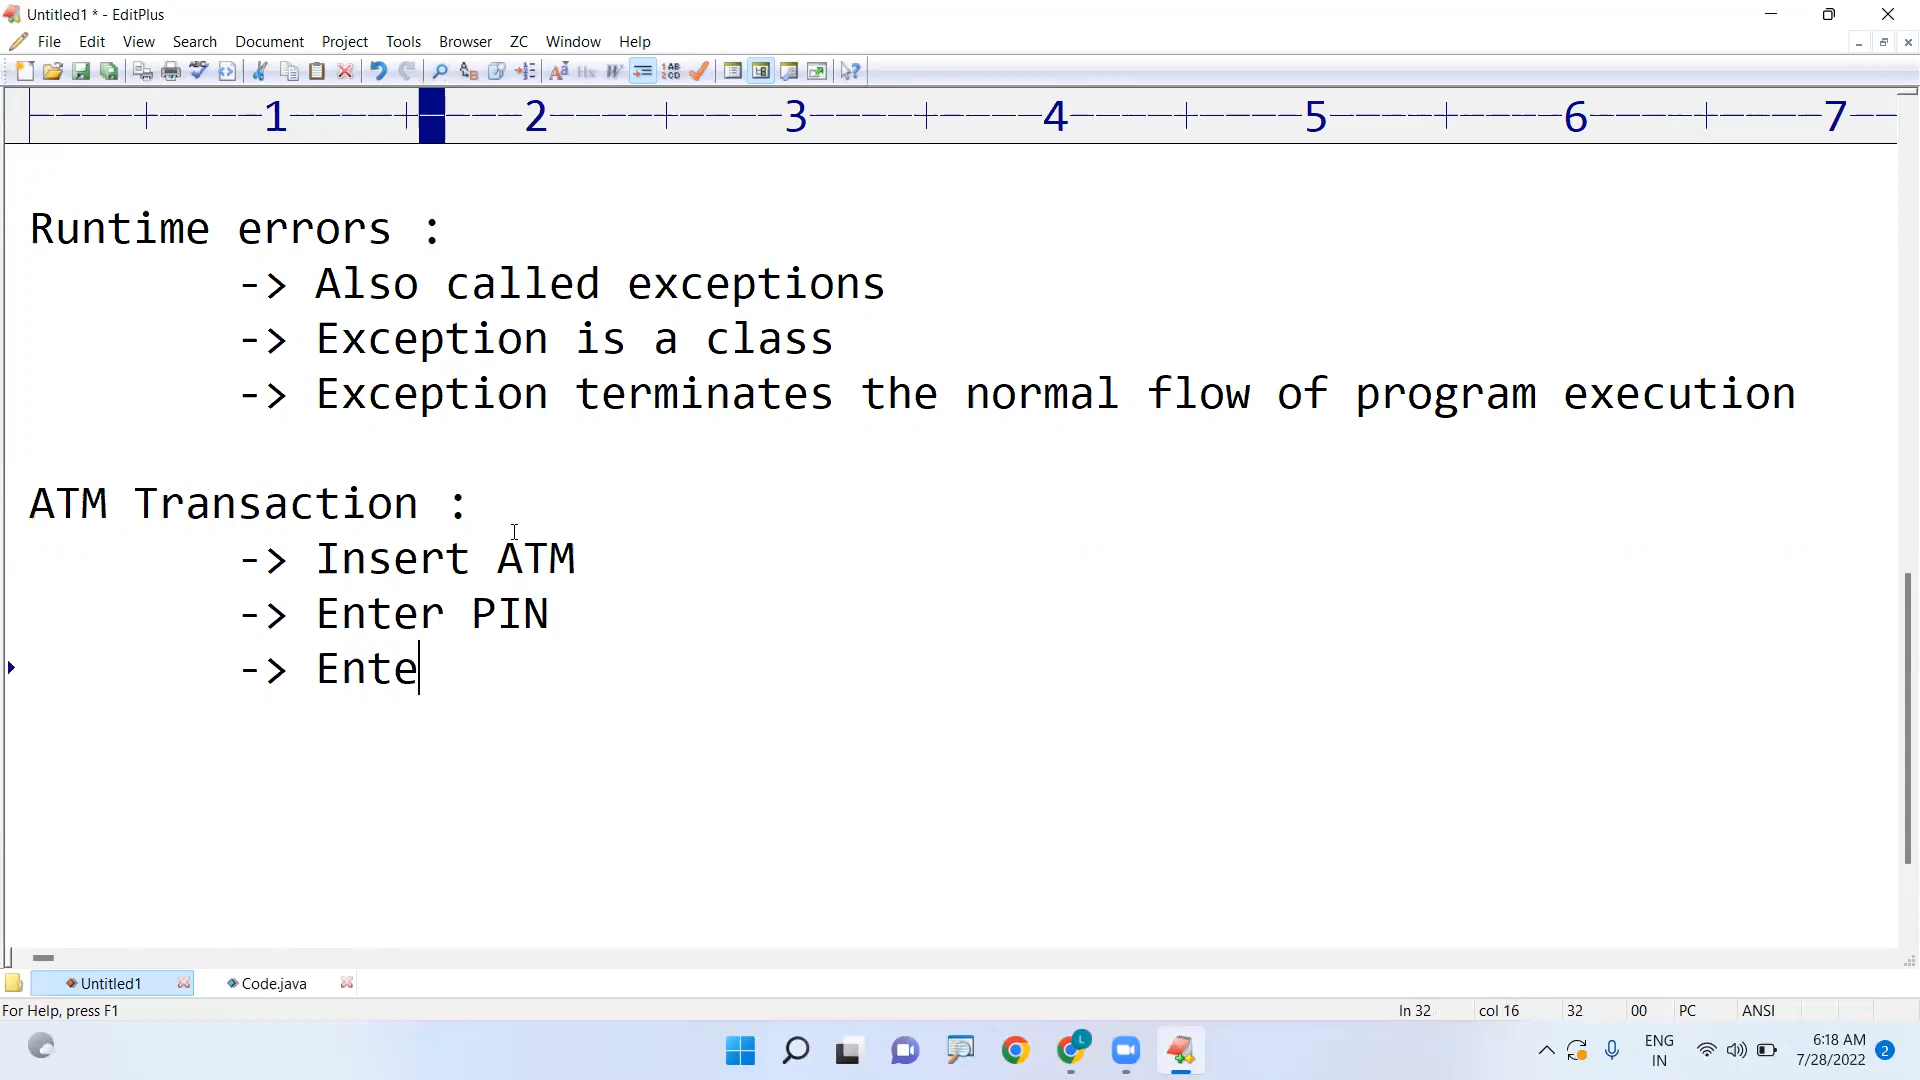 Untitled1 * - EditPlus
File Edit View Search Document Project Tools Browser ZC Window Help
1 2 3 4 5 6 7
Runtime errors :
-> Also called exceptions
-> Exception is a class
-> Exception terminates the normal flow of program execution
ATM Transaction :
-> Insert ATM
-> Enter PIN
-> Ente
Untitled1 Code.java
For Help, press F1 ln 32 col 16 32 00 PC ANSI
ENG
IN
6:18 AM
7/28/2022
2